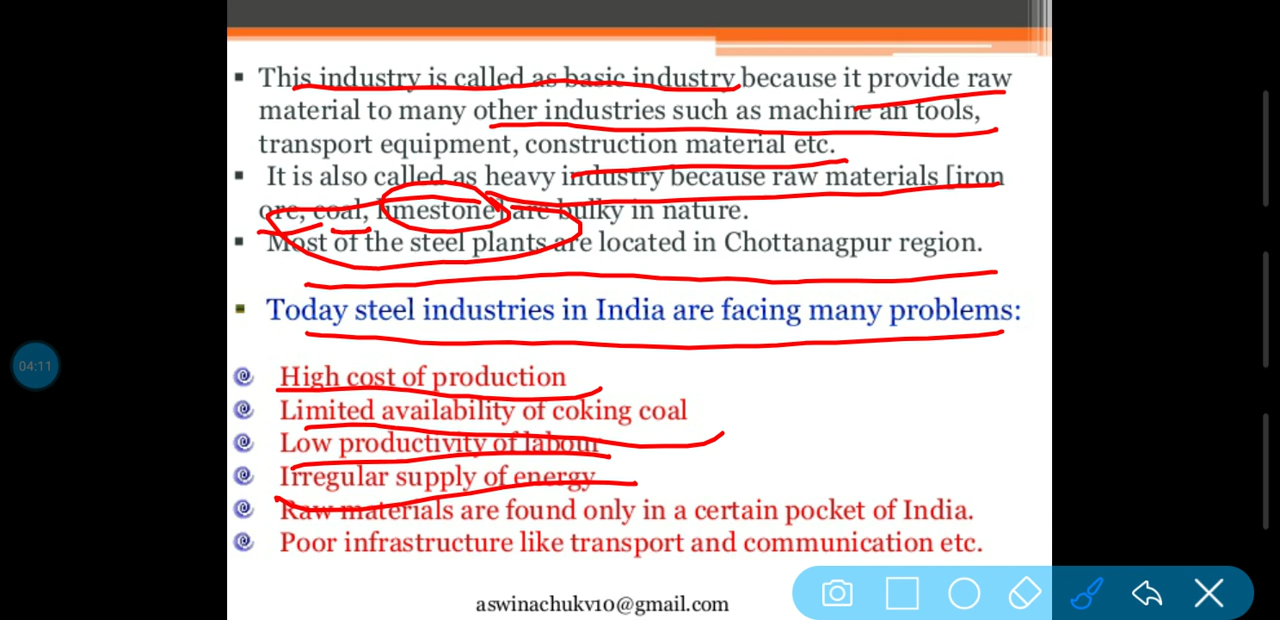 This industry is called as basic industry because it provide raw
material to many other industries such as machine an tools,
transport equipment, construction material etc.
It is also called as heavy industry because raw materials [iron
ore, coal, limestone] are bulky in nature.
Most of the steel plants are located in Chottanagpur region.
Today steel industries in India are facing many problems:
High cost of production
Limited availability of coking coal
Low productivity of labour
Irregular supply of energy
Raw materials are found only in a certain pocket of India.
Poor infrastructure like transport and communication etc.
aswinachukv10@gmail.com
04:11